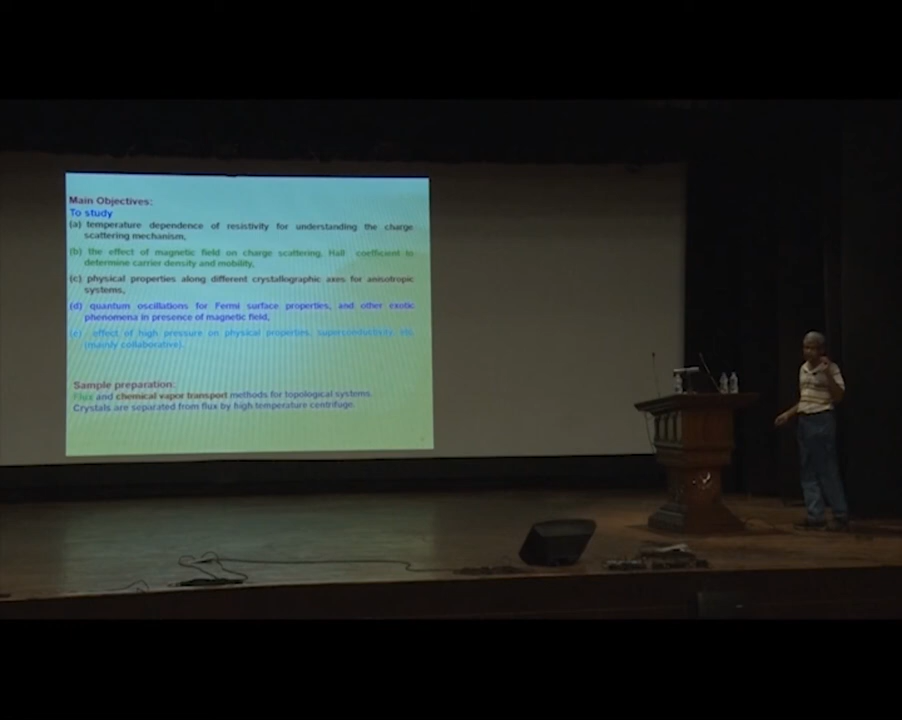 Main Objectives:
To study
(a) temperature dependence of resistivity for understanding the charge
scattering mechanism,
(b) the effect of magnetic field on charge scattering, Hall coefficient to
determine carrier density and mobility,
(c) physical properties along different crystallographic axes for anisotropic
systems,
(d) quantum oscillations for Fermi surface properties, and other exotic
phenomena in presence of magnetic field,
(e) effect of high pressure on physical properties, superconductivity etc.
(mainly collaborative).
Sample preparation:
Flux and chemical vapor transport methods for topological systems.
Crystals are separated from flux by high temperature centrifuge.